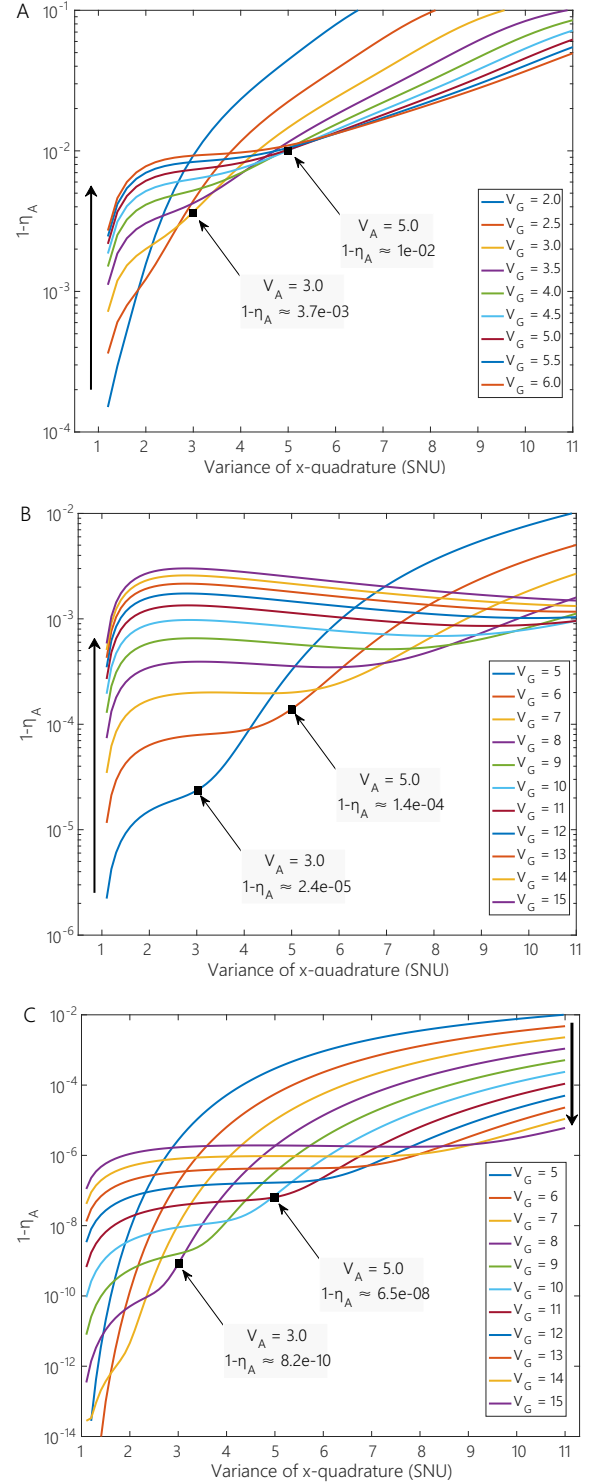 A
10^-1
10^-2
10^-3
10^-4
1-η_A
V_A = 5.0
1-η_A ≈ 1e-02
V_A = 3.0
1-η_A ≈ 3.7e-03
V_G = 2.0
V_G = 2.5
V_G = 3.0
V_G = 3.5
V_G = 4.0
V_G = 4.5
V_G = 5.0
V_G = 5.5
V_G = 6.0
1 2 3 4 5 6 7 8 9 10 11
Variance of x-quadrature (SNU)
B
10^-2
10^-3
10^-4
10^-5
10^-6
1-η_A
V_A = 5.0
1-η_A ≈ 1.4e-04
V_A = 3.0
1-η_A ≈ 2.4e-05
V_G = 5
V_G = 6
V_G = 7
V_G = 8
V_G = 9
V_G = 10
V_G = 11
V_G = 12
V_G = 13
V_G = 14
V_G = 15
1 2 3 4 5 6 7 8 9 10 11
Variance of x-quadrature (SNU)
C
10^-2
10^-4
10^-6
10^-8
10^-10
10^-12
10^-14
1-η_A
V_A = 5.0
1-η_A ≈ 6.5e-08
V_A = 3.0
1-η_A ≈ 8.2e-10
V_G = 5
V_G = 6
V_G = 7
V_G = 8
V_G = 9
V_G = 10
V_G = 11
V_G = 12
V_G = 13
V_G = 14
V_G = 15
1 2 3 4 5 6 7 8 9 10 11
Variance of x-quadrature (SNU)